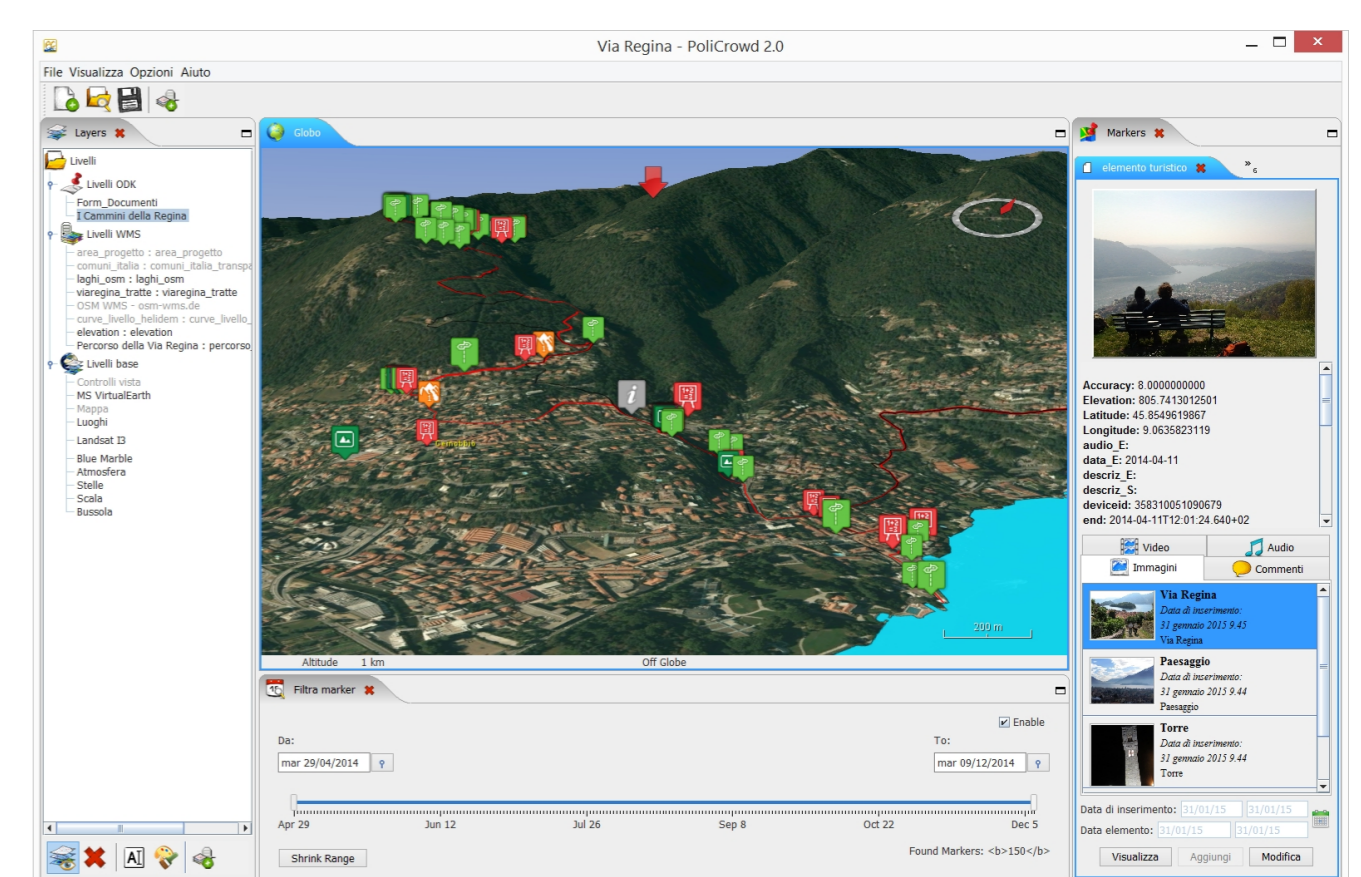 Via Regina - PoliCrowd 2.0
File Visualizza Opzioni Aiuto
Layers
Livelli
Livelli ODK
Form_Documenti
I Cammini della Regina
Livelli WMS
area_progetto : area_progetto
comuni_italia : comuni_italia_transpa
laghi_osm : laghi_osm
viaregina_tratte : viaregina_tratte
OSM WMS - osm-wms.de
curve_livello_helidem : curve_livello_
elevation : elevation
Percorso della Via Regina : percorso_
Livelli base
Controlli vista
MS VirtualEarth
Mappa
Luoghi
Landsat I3
Blue Marble
Atmosfera
Stelle
Scala
Bussola
Globo
200 m
Altitude 1 km Off Globe
Filtra marker
Enable
Da: To:
mar 29/04/2014 mar 09/12/2014
Apr 29 Jun 12 Jul 26 Sep 8 Oct 22 Dec 5
Shrink Range
Found Markers: <b>150</b>
Markers
elemento turistico
» 6
Accuracy: 8.0000000000
Elevation: 805.7413012501
Latitude: 45.8549619867
Longitude: 9.0635823119
audio_E:
data_E: 2014-04-11
descriz_E:
descriz_S:
deviceid: 358310051090679
end: 2014-04-11T12:01:24.640+02
Video Audio
Immagini Commenti
Via Regina
Data di inserimento:
31 gennaio 2015 9.45
Via Regina
Paesaggio
Data di inserimento:
31 gennaio 2015 9.44
Paesaggio
Torre
Data di inserimento:
31 gennaio 2015 9.44
Torre
Data di inserimento: 31/01/15 31/01/15
Data elemento: 31/01/15 31/01/15
Visualizza Aggiungi Modifica